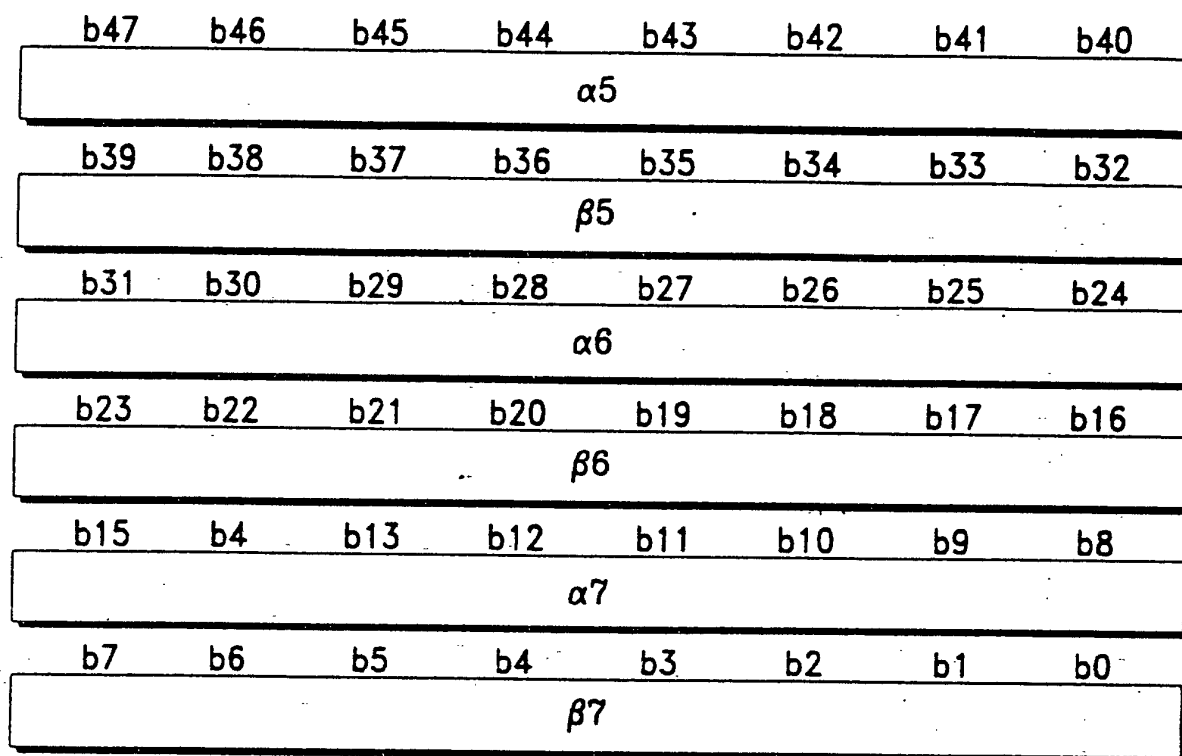 b47 b46 b45 b44 b43 b42 b41 b40
α5
b39 b38 b37 b36 b35 b34 b33 b32
β5
b31 b30 b29 b28 b27 b26 b25 b24
α6
b23 b22 b21 b20 b19 b18 b17 b16
β6
b15 b4 b13 b12 b11 b10 b9 b8
α7
b7 b6 b5 b4 b3 b2 b1 b0
β7